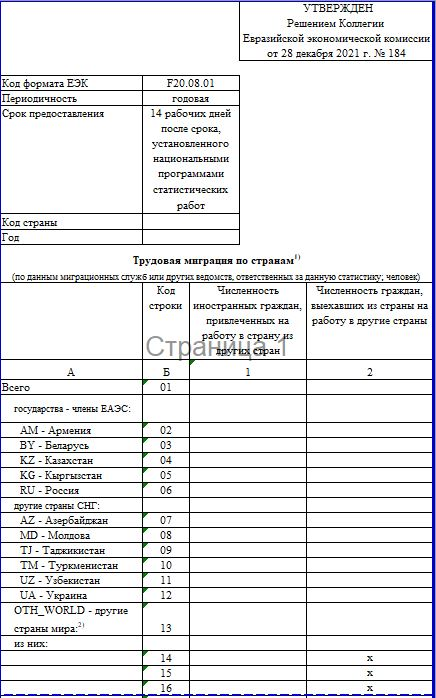 УТВЕРЖДЕН
Решением Коллегии
Евразийской экономической комиссии
от 28 декабря 2021 г. № 184
Код формата ЕЭК F20.08.01
Периодичность годовая
Срок предоставления 14 рабочих дней
после срока,
установленного
национальными
программами
статистических
работ
Код страны
Год
Трудовая миграция по странам1)
(по данным миграционных служб или других ведомств, ответственных за данную статистику; человек)
Код строки
Численность иностранных граждан, привлеченных на работу в страну из других стран
Численность граждан, выехавших из страны на работу в другие страны
Страница 1
А Б 1 2
Всего 01
государства - члены ЕАЭС:
AM - Армения 02
BY - Беларусь 03
KZ - Казахстан 04
KG - Кыргызстан 05
RU - Россия 06
другие страны СНГ:
AZ - Азербайджан 07
MD - Молдова 08
TJ - Таджикистан 09
TM - Туркменистан 10
UZ - Узбекистан 11
UA - Украина 12
OTH_WORLD - другие
страны мира:2) 13
из них:
14 x
15 x
16 x